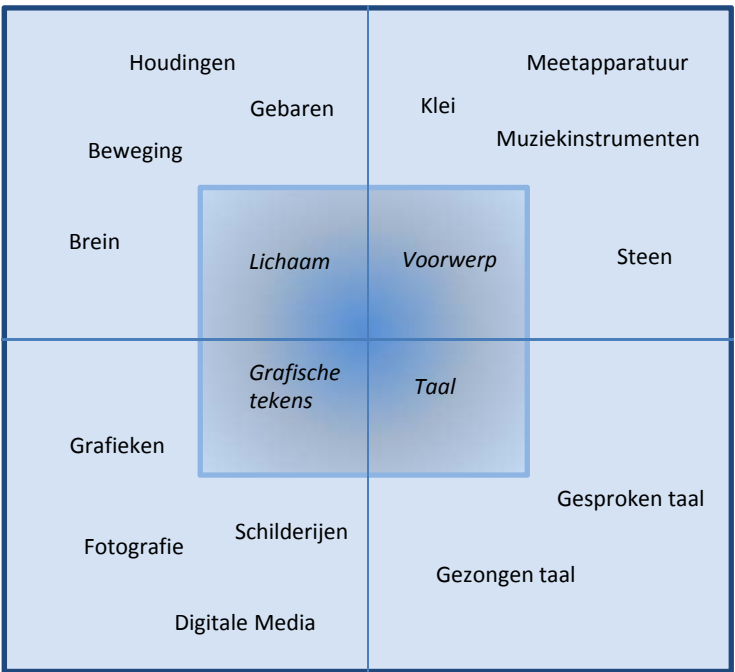 Houdingen
Gebaren
Beweging
Brein
Lichaam
Meetapparatuur
Klei
Muziekinstrumenten
Steen
Voorwerp
Grafische
tekens
Grafieken
Schilderijen
Fotografie
Digitale Media
Taal
Gesproken taal
Gezongen taal